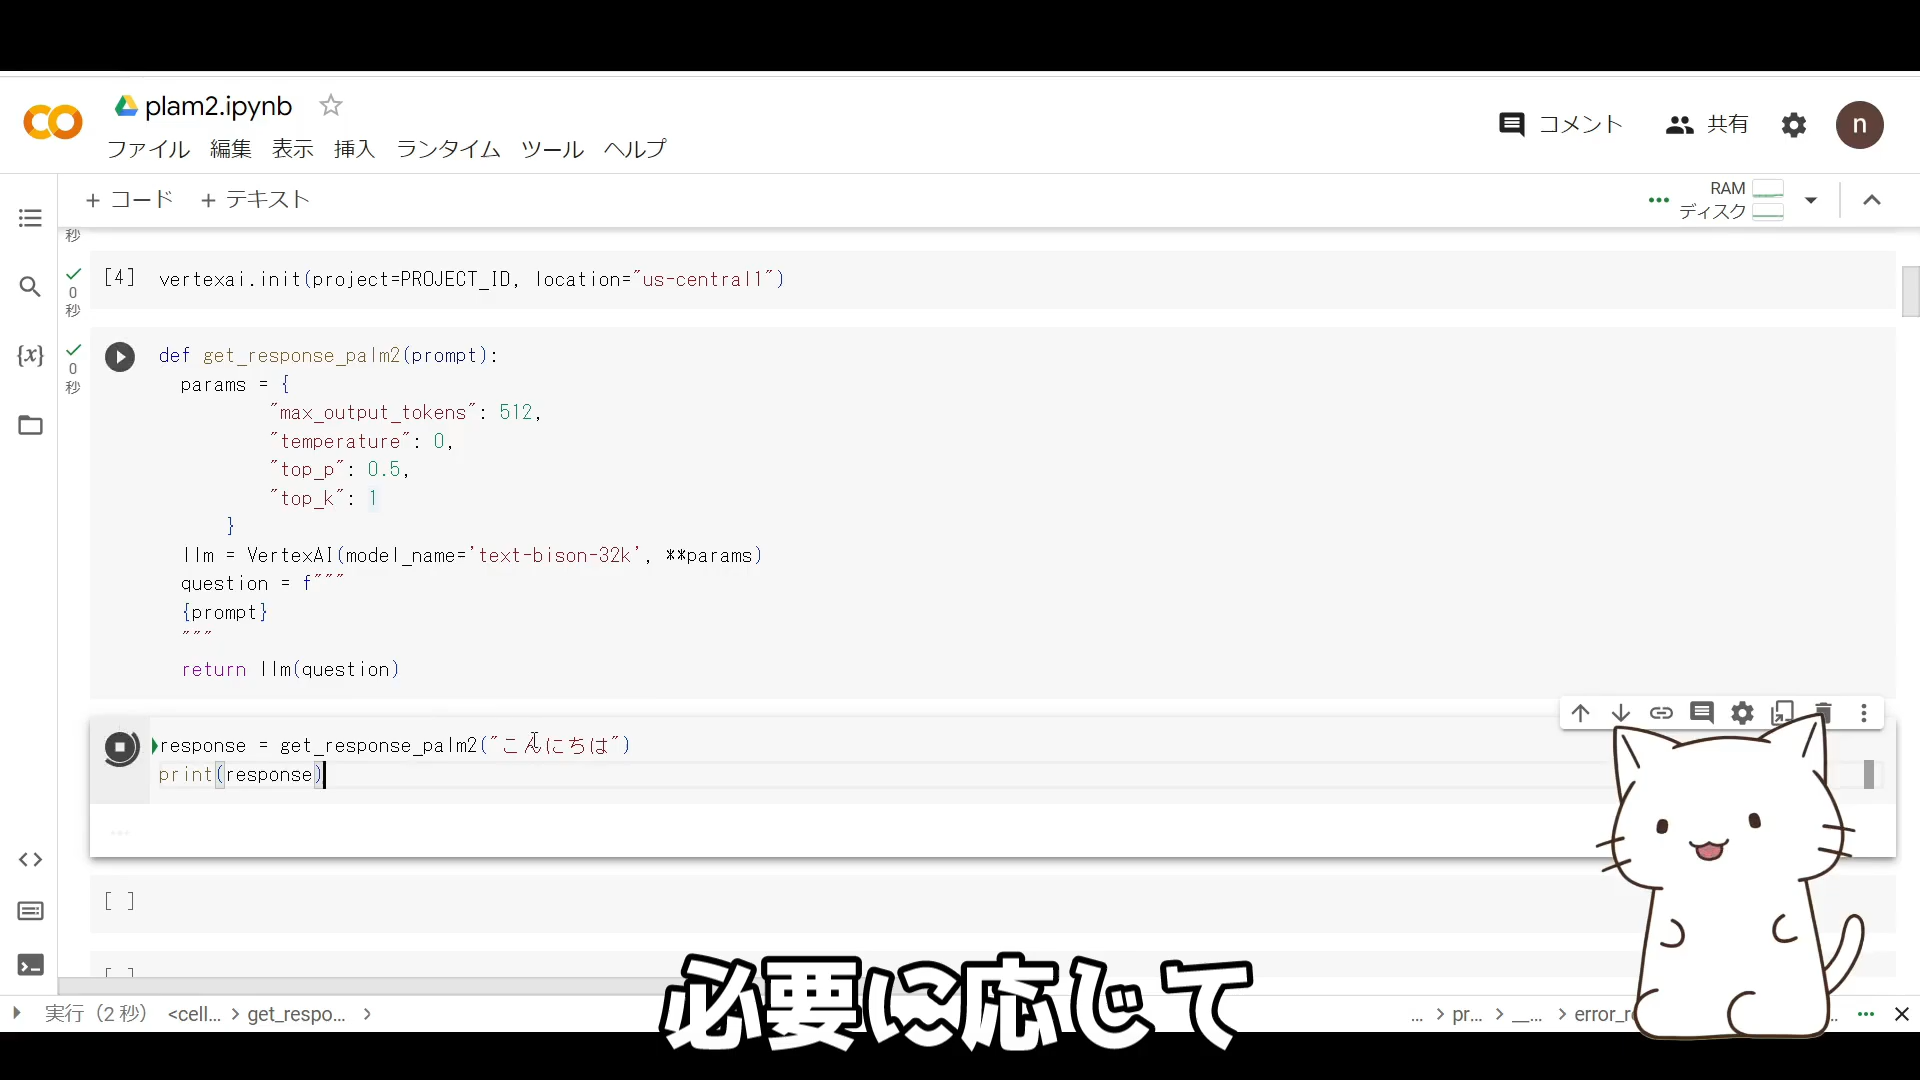 plam2.ipynb
ファイル 編集 表示 挿入 ランタイム ツール ヘルプ
コメント 共有 n
+ コード + テキスト
RAM
ディスク
秒
[4] vertexai.init(project=PROJECT_ID, location="us-central1")
0
秒
def get_response_palm2(prompt):
params = {
"max_output_tokens": 512,
"temperature": 0,
"top_p": 0.5,
"top_k": 1
}
llm = VertexAI(model_name='text-bison-32k', **params)
question = f"""
{prompt}
"""
return llm(question)
0
秒
response = get_response_palm2("こんにちは")
print(response)
[ ]
[ ]
必要に応じて
実行（2 秒） <cell... > get_respo... >
... > pr... > __... > error_r